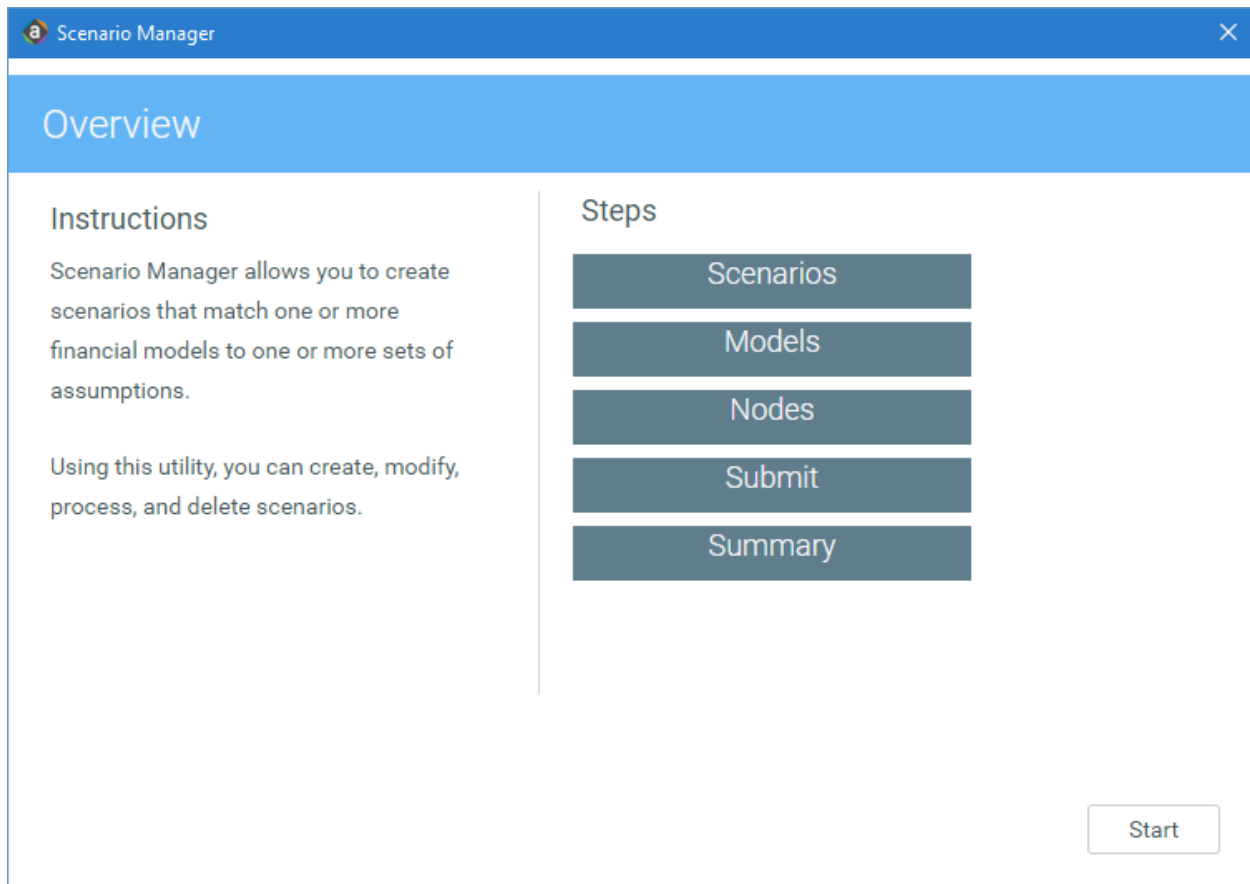 Scenario Manager
Overview
Instructions
Scenario Manager allows you to create
scenarios that match one or more
financial models to one or more sets of
assumptions.
Using this utility, you can create, modify,
process, and delete scenarios.
Steps
Scenarios
Models
Nodes
Submit
Summary
Start